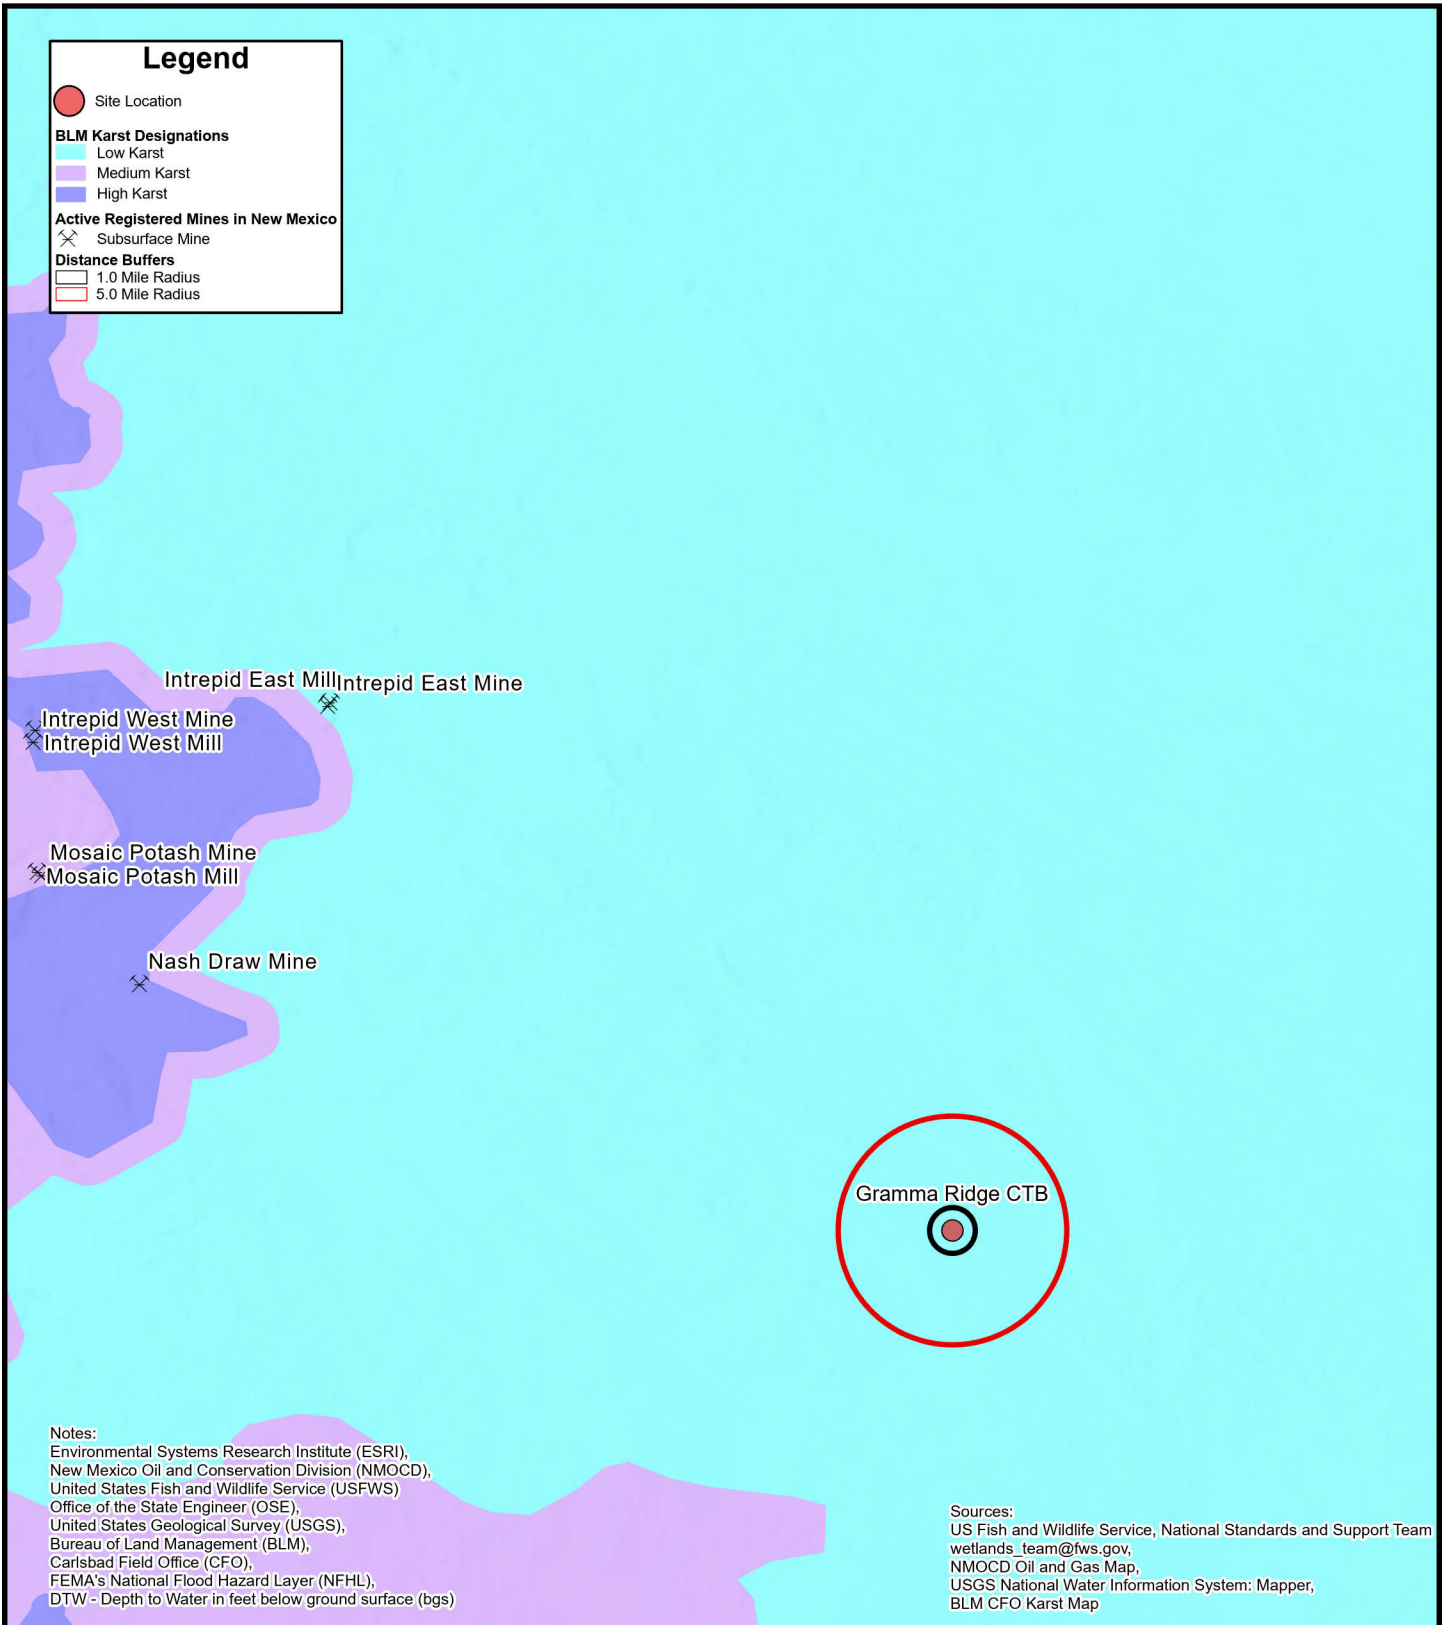 Legend
Site Location
BLM Karst Designations
Low Karst
Medium Karst
High Karst
Active Registered Mines in New Mexico
Subsurface Mine
Distance Buffers
1.0 Mile Radius
5.0 Mile Radius
Intrepid East Mill
Intrepid East Mine
Intrepid West Mine
Intrepid West Mill
Mosaic Potash Mine
Mosaic Potash Mill
Nash Draw Mine
Gramma Ridge CTB
Notes:
Environmental Systems Research Institute (ESRI),
New Mexico Oil and Conservation Division (NMOCD),
United States Fish and Wildlife Service (USFWS)
Office of the State Engineer (OSE),
United States Geological Survey (USGS),
Bureau of Land Management (BLM),
Carlsbad Field Office (CFO),
FEMA's National Flood Hazard Layer (NFHL),
DTW - Depth to Water in feet below ground surface (bgs)
Sources:
US Fish and Wildlife Service, National Standards and Support Team
wetlands_team@fws.gov,
NMOCD Oil and Gas Map,
USGS National Water Information System: Mapper,
BLM CFO Karst Map